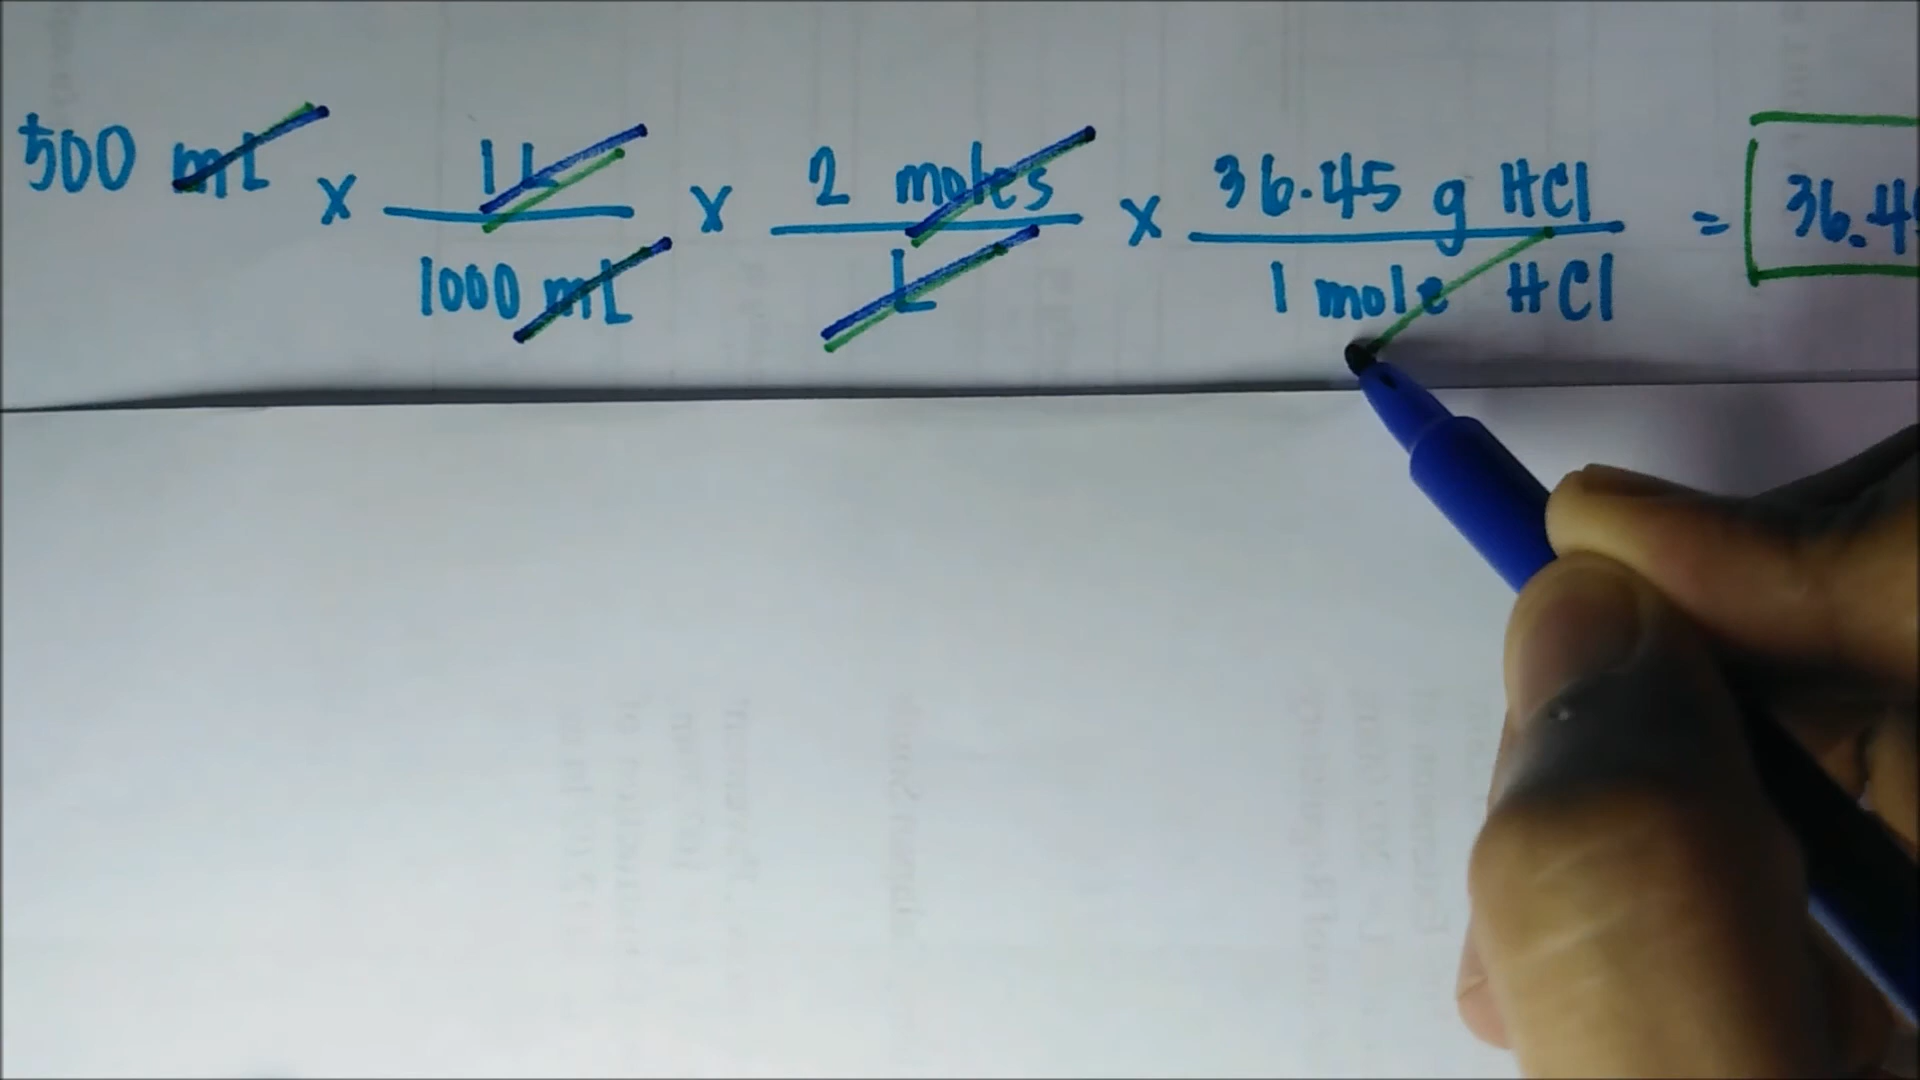 500 mL x 1 L x 2 moles x 36.45 g HCl = 36.4
1000 mL L 1 mole HCl